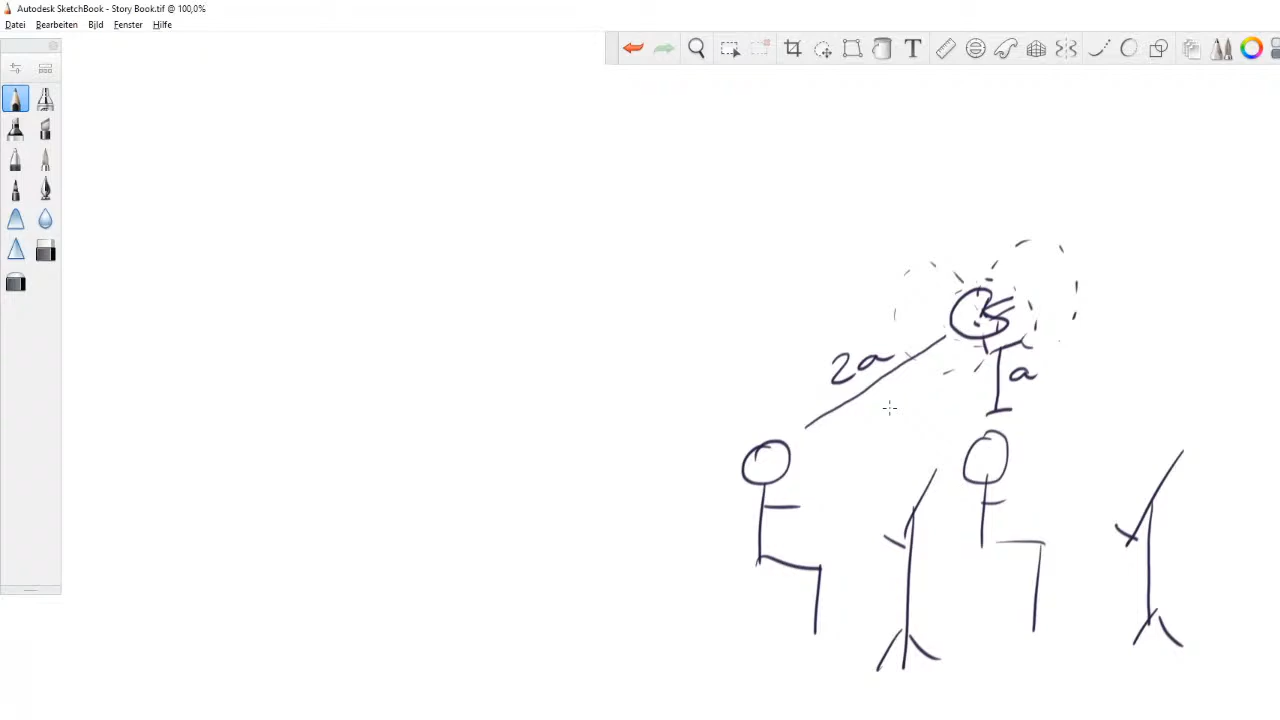 Autodesk SketchBook - Story Book.tif @ 100,0%
Datei Bearbeiten Bild Fenster Hilfe
T
2a
a